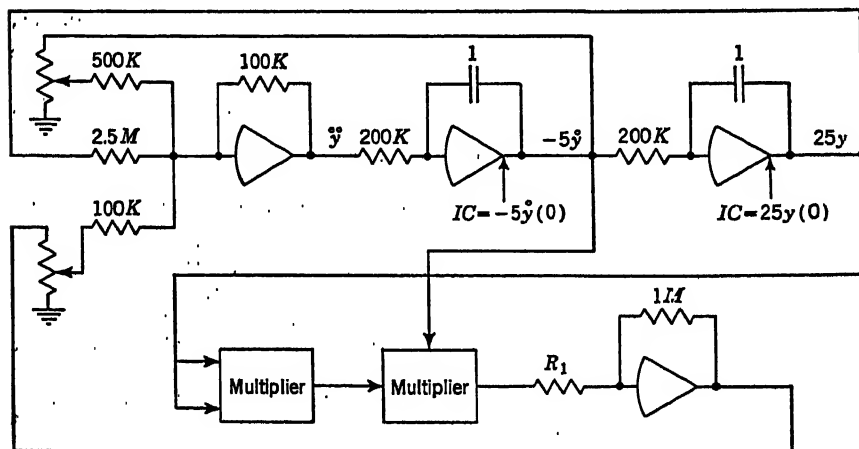 500K
100K
1
1
2.5M
ÿ
200K
−5ẏ
200K
25y
100K
IC=−5ẏ(0)
IC=25y(0)
1M
Multiplier
Multiplier
R₁